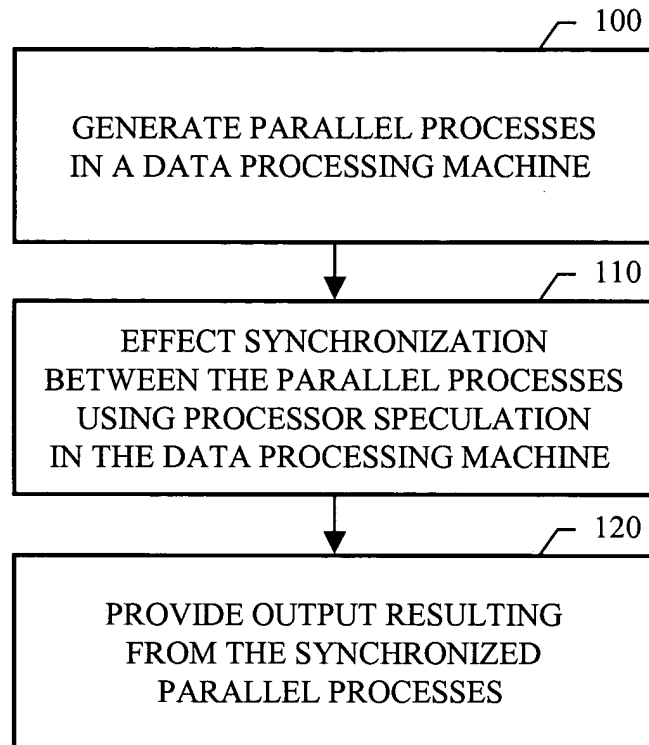 100
GENERATE PARALLEL PROCESSES
IN A DATA PROCESSING MACHINE
110
EFFECT SYNCHRONIZATION
BETWEEN THE PARALLEL PROCESSES
USING PROCESSOR SPECULATION
IN THE DATA PROCESSING MACHINE
120
PROVIDE OUTPUT RESULTING
FROM THE SYNCHRONIZED
PARALLEL PROCESSES